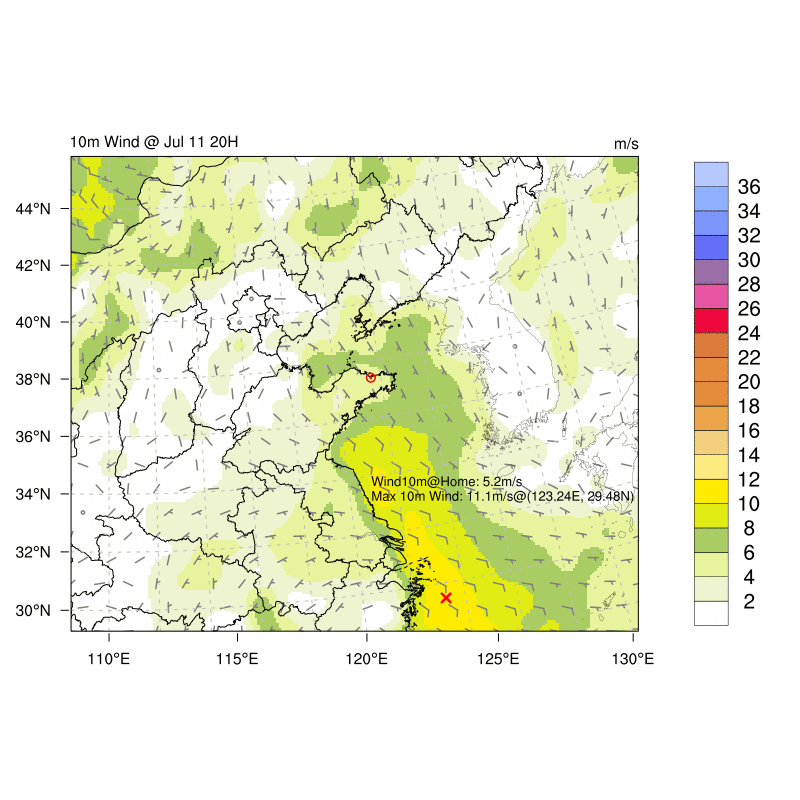 10m Wind @ Jul 11 20H
m/s
44°N
42°N
40°N
38°N
36°N
34°N
32°N
30°N
110°E
115°E
120°E
125°E
130°E
Wind10m@Home: 5.2m/s
Max 10m Wind: 11.1m/s@(123.24E, 29.48N)
36
34
32
30
28
26
24
22
20
18
16
14
12
10
8
6
4
2